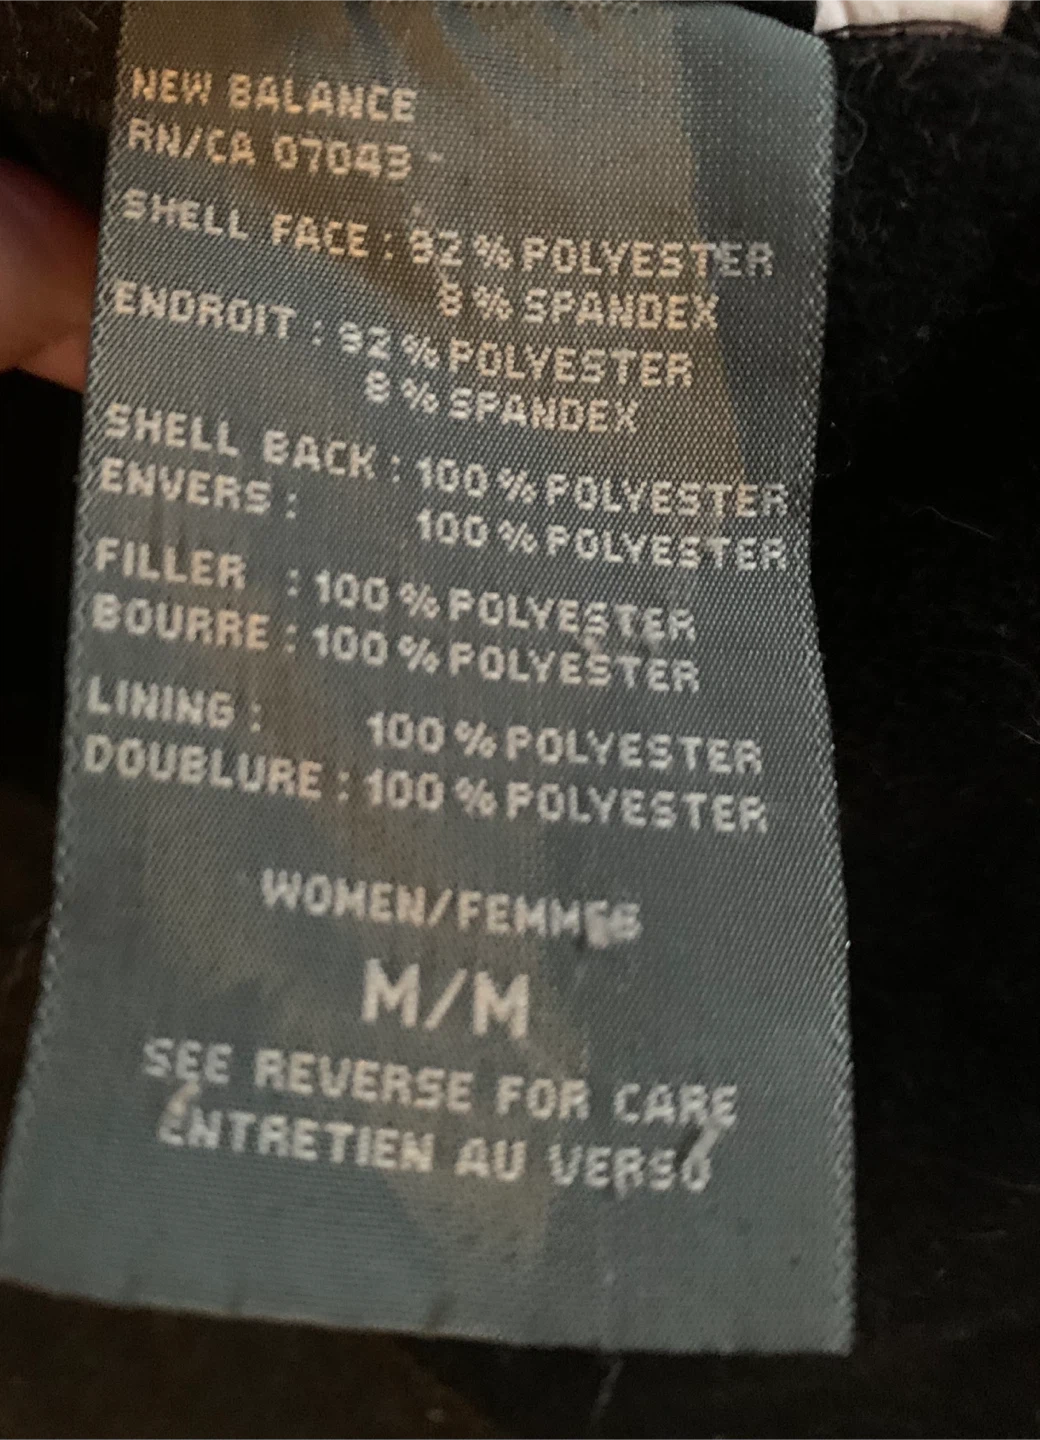 NEW BALANCE
RN/CA 07043
SHELL FACE : 92 % POLYESTER
8 % SPANDEX
ENDROIT : 92 % POLYESTER
8 % SPANDEX
SHELL BACK : 100 % POLYESTER
ENVERS : 100 % POLYESTER
FILLER : 100 % POLYESTER
BOURRE : 100 % POLYESTER
LINING : 100 % POLYESTER
DOUBLURE : 100 % POLYESTER
WOMEN/FEMMES
M/M
SEE REVERSE FOR CARE
ENTRETIEN AU VERSO